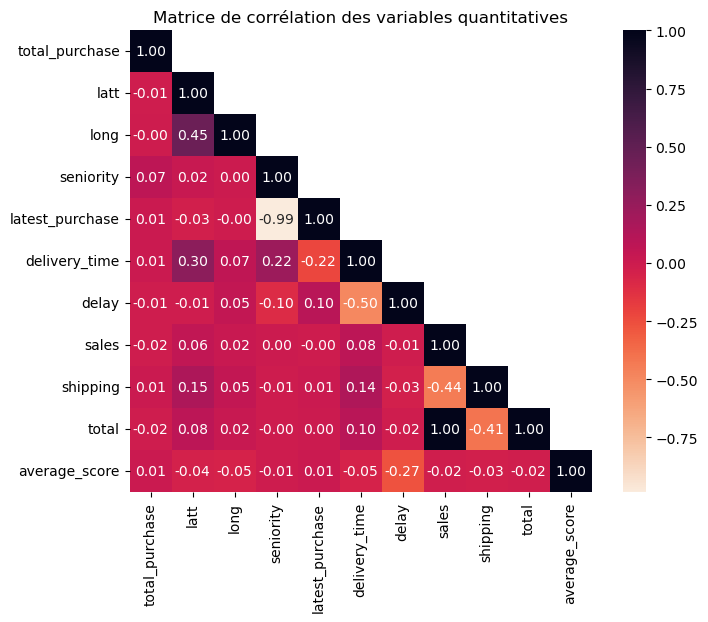 Matrice de corrélation des variables quantitatives
total_purchase 1.00
latt -0.01 1.00
long -0.00 0.45 1.00
seniority 0.07 0.02 0.00 1.00
latest_purchase 0.01 -0.03 -0.00 -0.99 1.00
delivery_time 0.01 0.30 0.07 0.22 -0.22 1.00
delay -0.01 -0.01 0.05 -0.10 0.10 -0.50 1.00
sales -0.02 0.06 0.02 0.00 -0.00 0.08 -0.01 1.00
shipping 0.01 0.15 0.05 -0.01 0.01 0.14 -0.03 -0.44 1.00
total -0.02 0.08 0.02 -0.00 0.00 0.10 -0.02 1.00 -0.41 1.00
average_score 0.01 -0.04 -0.05 -0.01 0.01 -0.05 -0.27 -0.02 -0.03 -0.02 1.00
total_purchase
latt
long
seniority
latest_purchase
delivery_time
delay
sales
shipping
total
average_score
1.00
0.75
0.50
0.25
0.00
-0.25
-0.50
-0.75